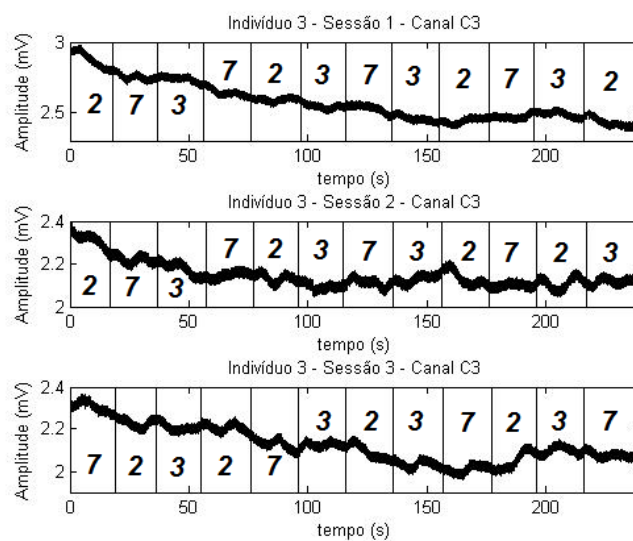 Indivíduo 3 - Sessão 1 - Canal C3
3
2.5
Amplitude (mV)
2 7 3 7 2 3 7 3 2 7 3 2
0 50 100 150 200
tempo (s)
Indivíduo 3 - Sessão 2 - Canal C3
2.4
2.2
2
Amplitude (mV)
2 7 3 7 2 3 7 3 2 7 2 3
0 50 100 150 200
tempo (s)
Indivíduo 3 - Sessão 3 - Canal C3
2.4
2.2
2
Amplitude (mV)
7 2 3 2 7 3 2 3 7 2 3 7
0 50 100 150 200
tempo (s)